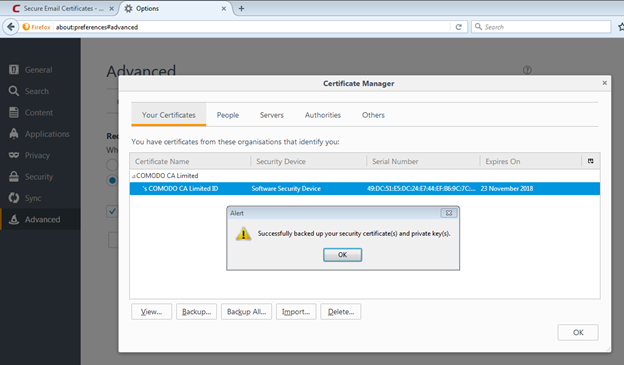 Secure Email Certificates - ...
Options
Firefox
about:preferences#advanced
Search
General
Search
Content
Applications
Privacy
Security
Sync
Advanced
Advanced
Certificate Manager
Your Certificates People Servers Authorities Others
You have certificates from these organisations that identify you:
Certificate Name Security Device Serial Number Expires On
COMODO CA Limited
's COMODO CA Limited ID Software Security Device 49:DC:51:E5:DC:24:E7:44:EF:86:9C:7C:... 23 November 2018
Alert
Successfully backed up your security certificate(s) and private key(s).
OK
View... Backup... Backup All... Import... Delete...
OK